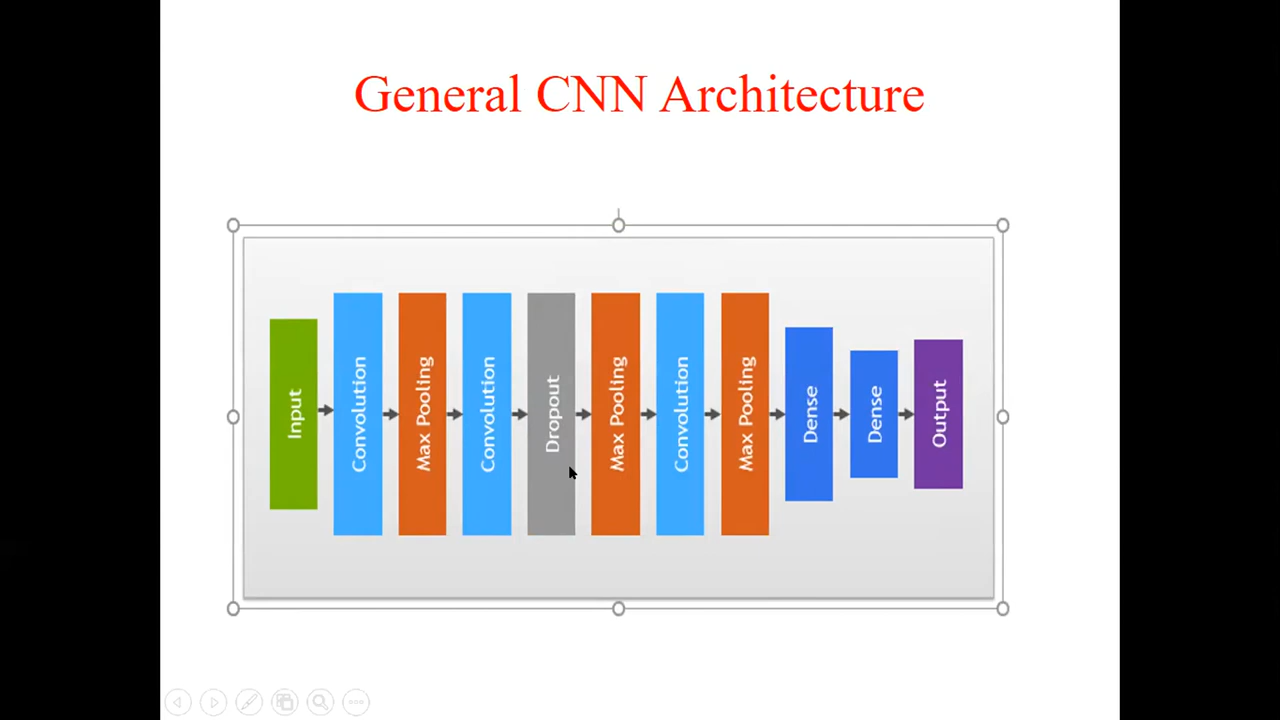 General CNN Architecture
Input
Convolution
Max Pooling
Convolution
Dropout
Max Pooling
Convolution
Max Pooling
Dense
Dense
Output